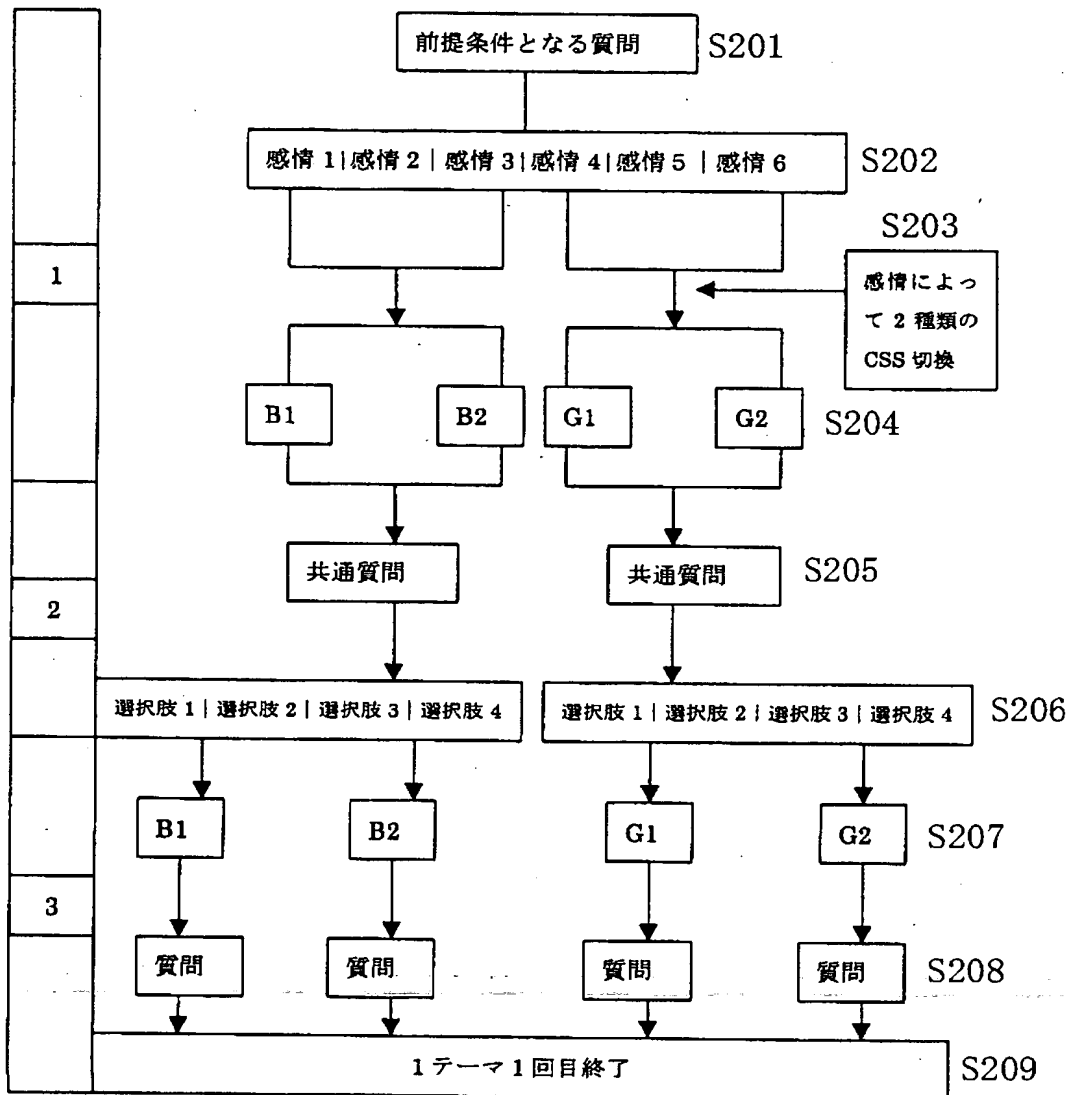 前提条件となる質問 S201
感情1|感情2|感情3|感情4|感情5|感情6 S202
S203
1
感情によっ
て2種類の
CSS切換
B1 B2 G1 G2 S204
共通質問 共通質問 S205
2
選択肢1|選択肢2|選択肢3|選択肢4 選択肢1|選択肢2|選択肢3|選択肢4 S206
B1 B2 G1 G2 S207
3
質問 質問 質問 質問 S208
1テーマ1回目終了 S209